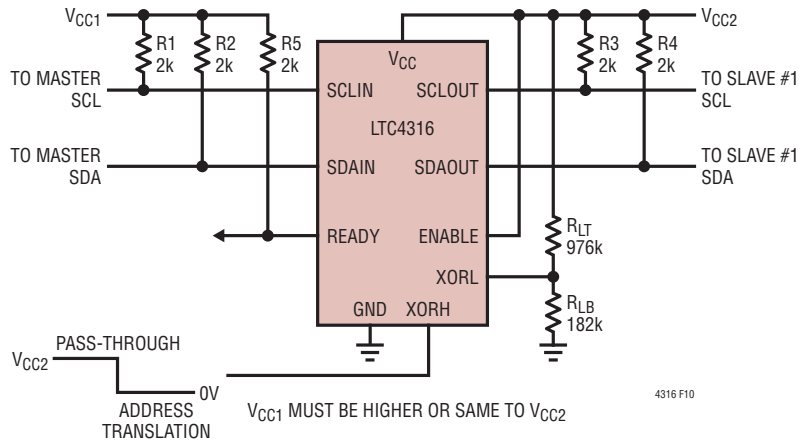 VCC1
R1
2k
R2
2k
R5
2k
VCC
R3
2k
R4
2k
VCC2
TO MASTER
SCL
SCLIN
SCLOUT
TO SLAVE #1
SCL
LTC4316
TO MASTER
SDA
SDAIN
SDAOUT
TO SLAVE #1
SDA
READY
ENABLE
RLT
976k
XORL
RLB
182k
GND
XORH
PASS-THROUGH
VCC2
0V
ADDRESS
TRANSLATION
VCC1 MUST BE HIGHER OR SAME TO VCC2
4316 F10